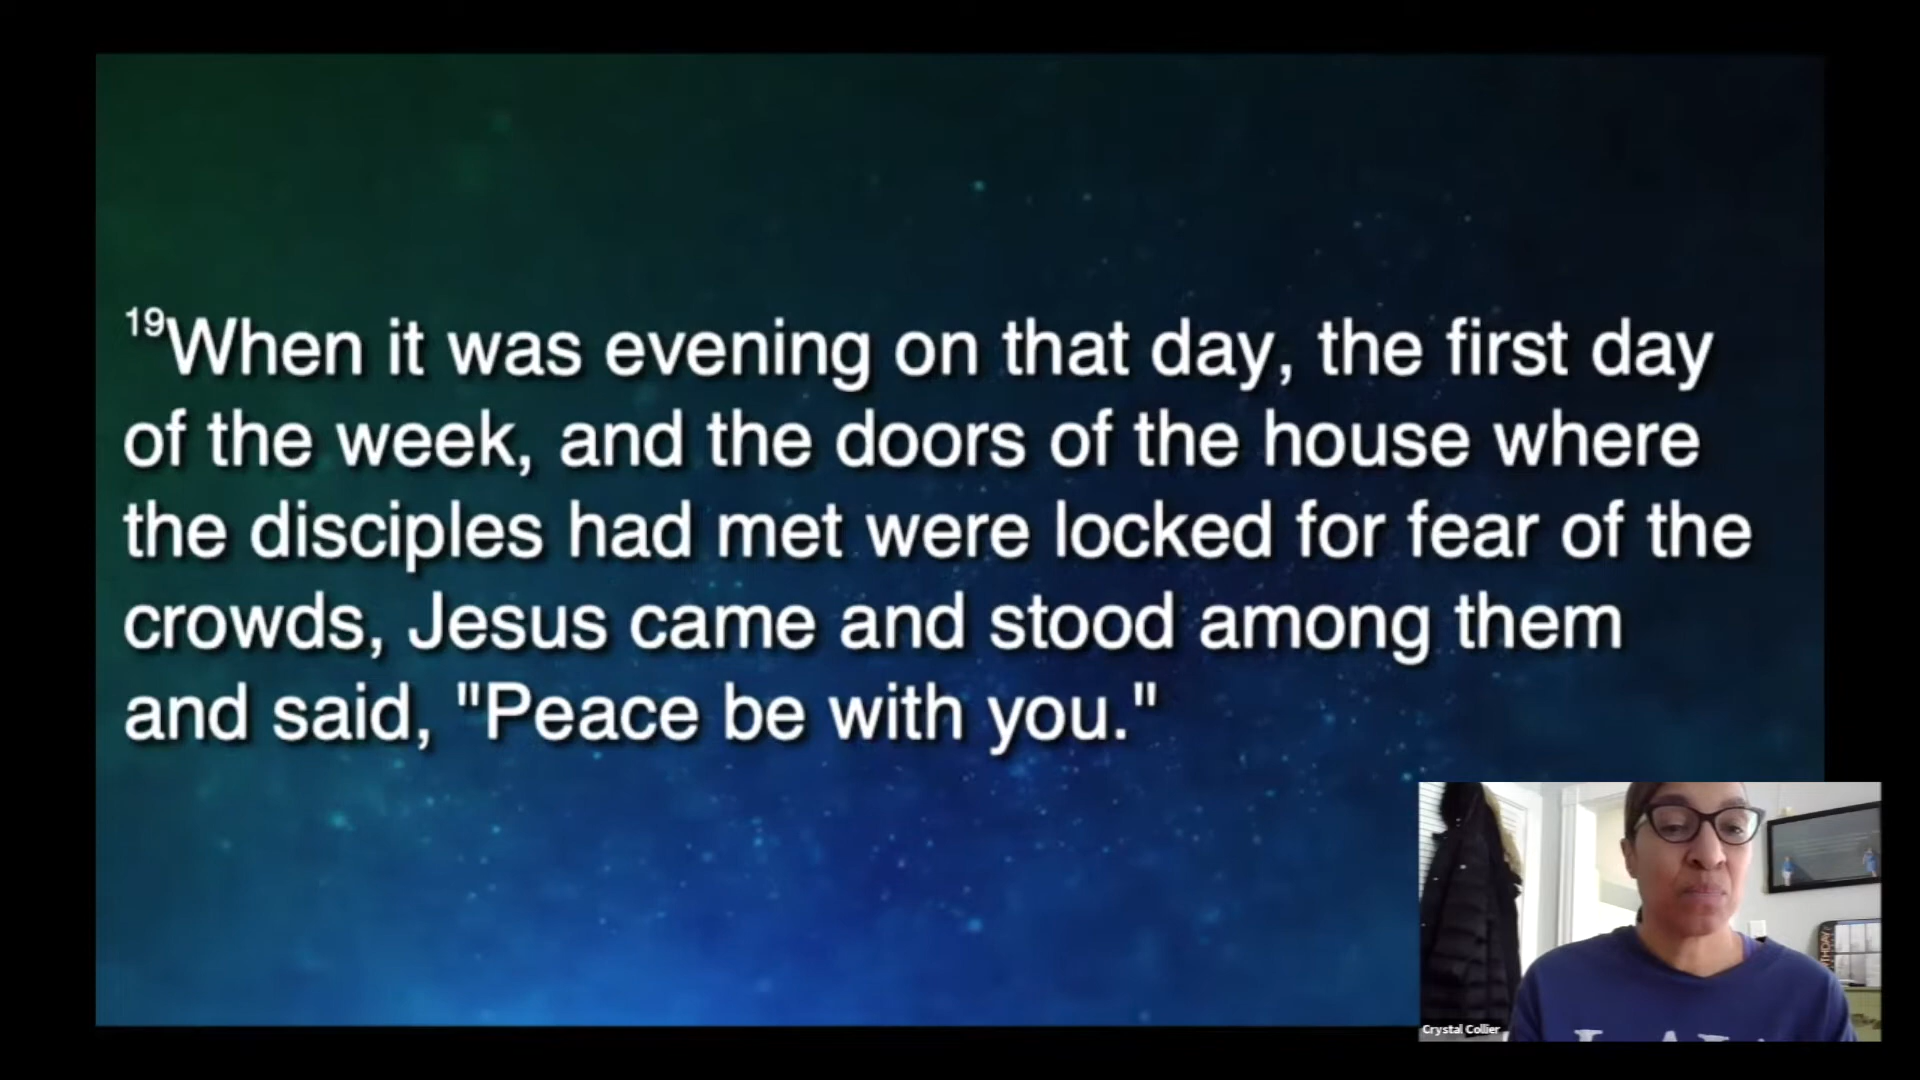 19When it was evening on that day, the first day
of the week, and the doors of the house where
the disciples had met were locked for fear of the
crowds, Jesus came and stood among them
and said, "Peace be with you."
Crystal Collier